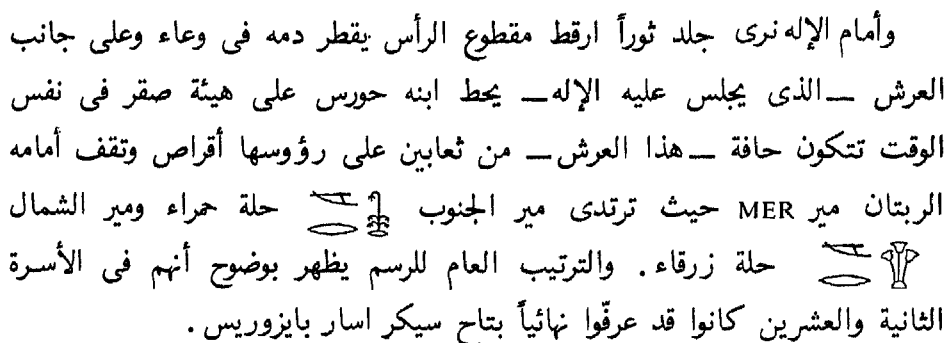 وأمام الإله نرى جلد ثوراً ارقط مقطوع الرأس يقطر دمه فى وعاء وعلى جانب
العرش ــ الذى يجلس عليه الإله ــ يحط ابنه حورس على هيئة صقر فى نفس
الوقت تتكون حافة ــ هذا العرش ــ من ثعابين على رؤوسها أقراص وتقف أمامه
الربتان مير MER حيث ترتدى مير الجنوب حلة حمراء ومير الشمال
حلة زرقاء . والترتيب العام للرسم يظهر بوضوح أنهم فى الأسرة
الثانية والعشرين كانوا قد عرفّوا نهائياً بتاح سيكر اسار بايزوريس .